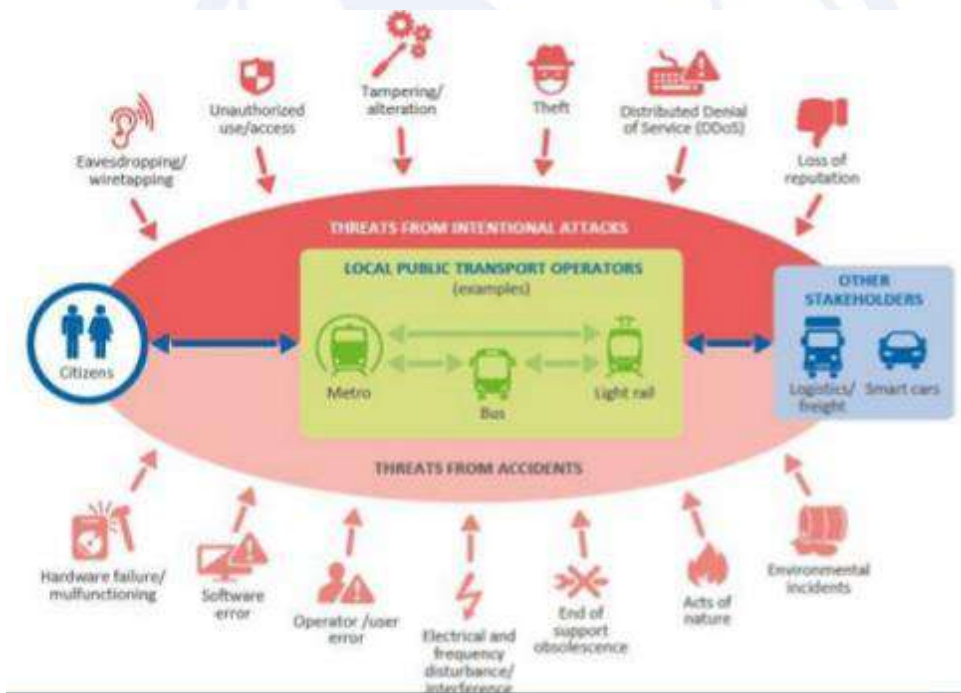 Tampering/
alteration
Theft
Unauthorized
use/access
Distributed Denial
of Service (DDoS)
Eavesdropping/
wiretapping
Loss of
reputation
THREATS FROM INTENTIONAL ATTACKS
LOCAL PUBLIC TRANSPORT OPERATORS
(examples)
OTHER
STAKEHOLDERS
Citizens
Metro
Bus
Light rail
Logistics/
freight
Smart cars
THREATS FROM ACCIDENTS
Hardware failure/
mulfunctioning
Software
error
Operator /user
error
Electrical and
frequency
disturbance/
interference
End of
support
obsolescence
Acts of
nature
Environmental
incidents